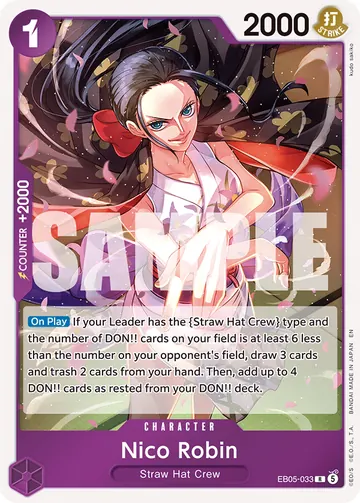 1
2000
打
STRIKE
kudo sakiko
COUNTER +2000
SAMPLE
On Play If your Leader has the {Straw Hat Crew} type and
the number of DON!! cards on your field is at least 6 less
than the number on your opponent's field, draw 3 cards
and trash 2 cards from your hand. Then, add up to 4
DON!! cards as rested from your DON!! deck.
CHARACTER
Nico Robin
Straw Hat Crew
EB05-033 R 5
©E.O./S. ©E.O./S., T.A. BANDAI MADE IN JAPAN EN